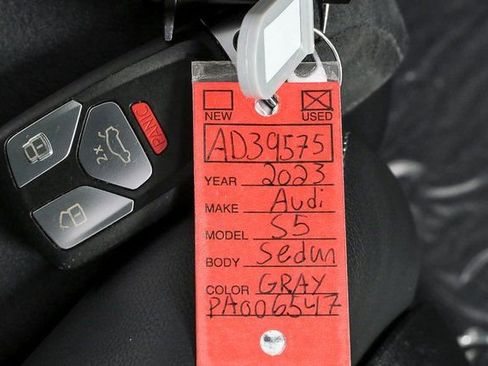 PANIC
2x
NEW USED
AD39575
YEAR 2023
MAKE Audi
MODEL S5
BODY Sedan
COLOR GRAY
PA006547